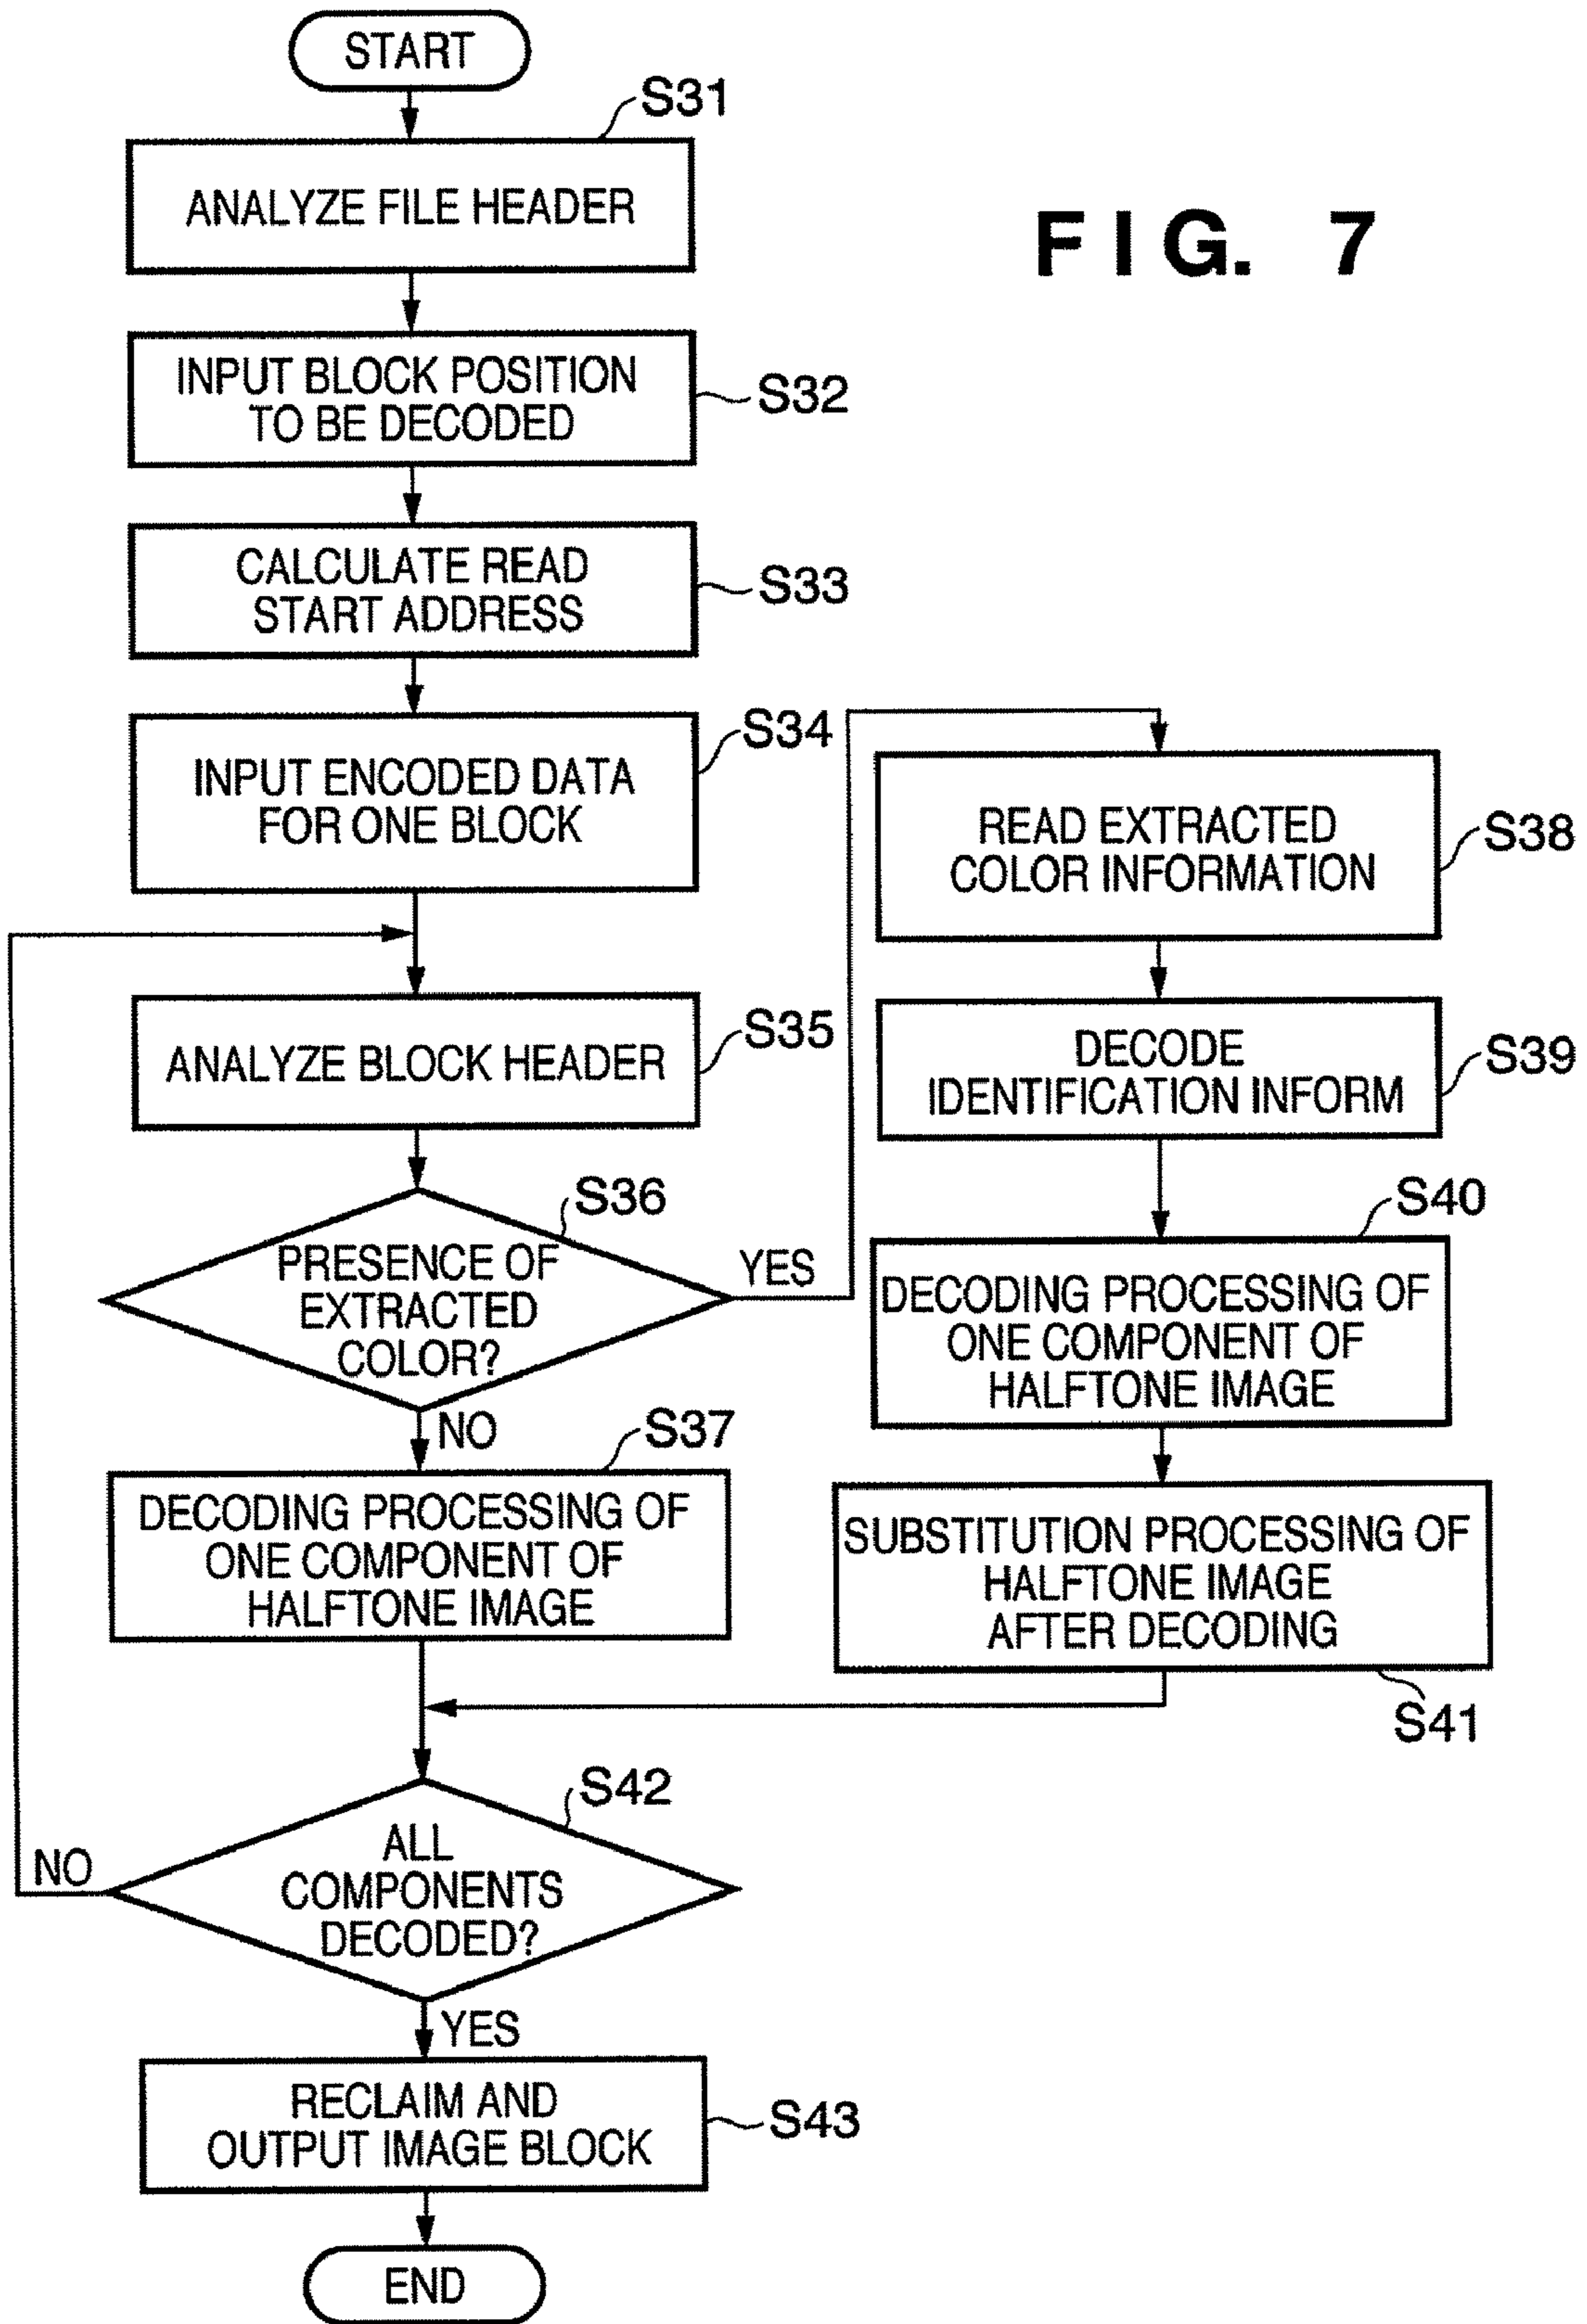 START
S31
ANALYZE FILE HEADER
FIG. 7
INPUT BLOCK POSITION
TO BE DECODED
S32
CALCULATE READ
START ADDRESS
S33
S34
INPUT ENCODED DATA
FOR ONE BLOCK
READ EXTRACTED
COLOR INFORMATION
S38
S35
ANALYZE BLOCK HEADER
DECODE
IDENTIFICATION INFORM
S39
S36
PRESENCE OF
EXTRACTED
COLOR?
YES
NO
S40
DECODING PROCESSING OF
ONE COMPONENT OF
HALFTONE IMAGE
S37
DECODING PROCESSING OF
ONE COMPONENT OF
HALFTONE IMAGE
SUBSTITUTION PROCESSING OF
HALFTONE IMAGE
AFTER DECODING
S41
S42
ALL
COMPONENTS
DECODED?
NO
YES
RECLAIM AND
OUTPUT IMAGE BLOCK
S43
END